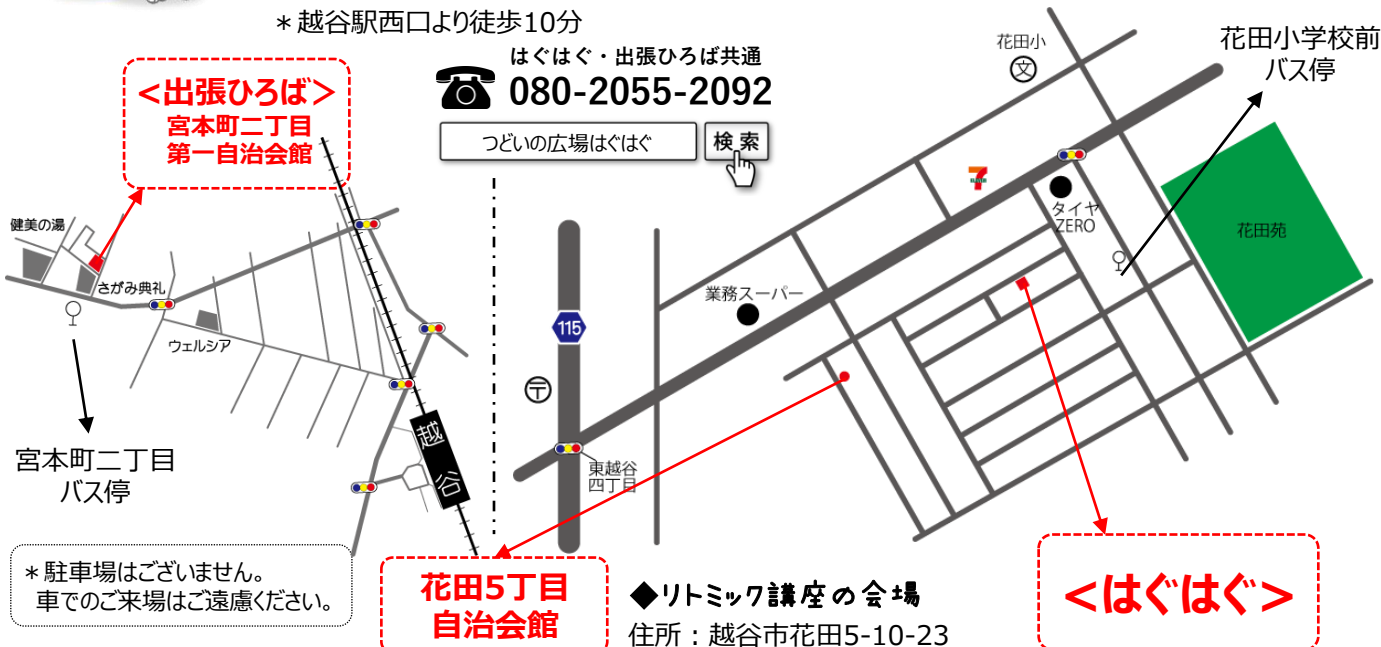 ＊越谷駅西口より徒歩10分
はぐはぐ・出張ひろば共通
080-2055-2092
つどいの広場はぐはぐ
検索
<出張ひろば>
宮本町二丁目
第一自治会館
健美の湯
さがみ典礼
ウェルシア
宮本町二丁目
バス停
越谷
＊駐車場はございません。
車でのご来場はご遠慮ください。
花田小
文
花田小学校前
バス停
7
タイヤ
ZERO
花田苑
業務スーパー
115
〒
東越谷
四丁目
花田5丁目
自治会館
◆リトミック講座の会場
住所：越谷市花田5-10-23
<はぐはぐ>